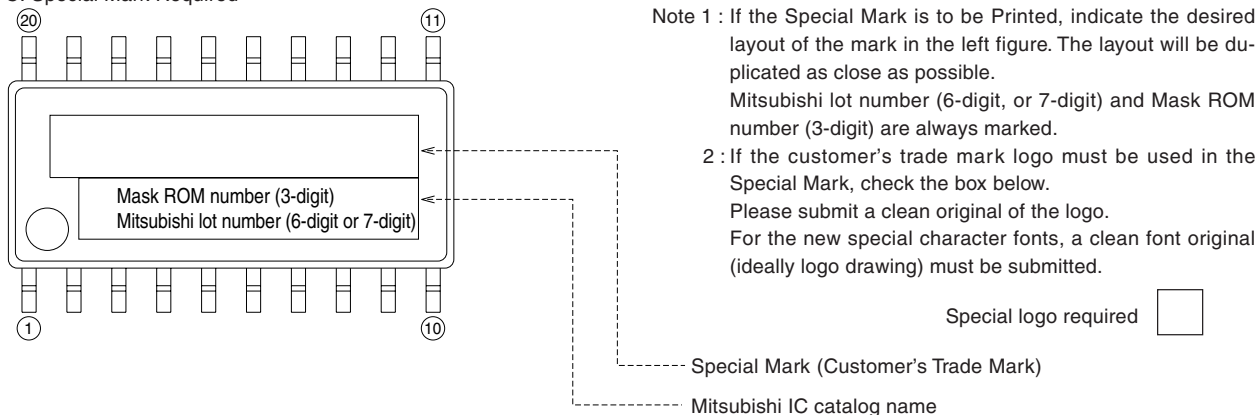 20
11
Mask ROM number (3-digit)
Mitsubishi lot number (6-digit or 7-digit)
1
10
Note 1 : If the Special Mark is to be Printed, indicate the desired
layout of the mark in the left figure. The layout will be du-
plicated as close as possible.
Mitsubishi lot number (6-digit, or 7-digit) and Mask ROM
number (3-digit) are always marked.
2 : If the customer's trade mark logo must be used in the
Special Mark, check the box below.
Please submit a clean original of the logo.
For the new special character fonts, a clean font original
(ideally logo drawing) must be submitted.
Special logo required
Special Mark (Customer's Trade Mark)
Mitsubishi IC catalog name